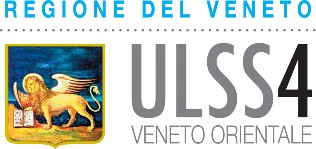 REGIONE DEL VENETO
ULSS4
VENETO ORIENTALE